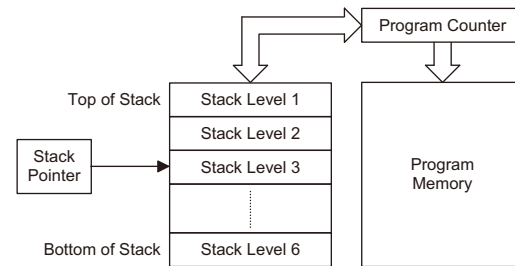 Program Counter
Top of Stack
Stack Level 1
Stack Level 2
Stack
Pointer
Stack Level 3
Program
Memory
Bottom of Stack
Stack Level 6